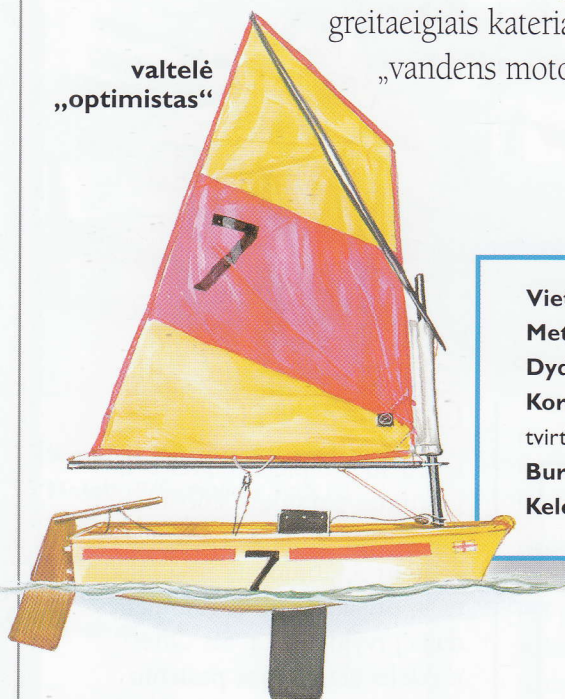 greitaeigiais kateria
„vandens moto
valtelė
„optimistas“
7
Viet
Met
Dyd
Kor
tvirt
Bur
Kel
7